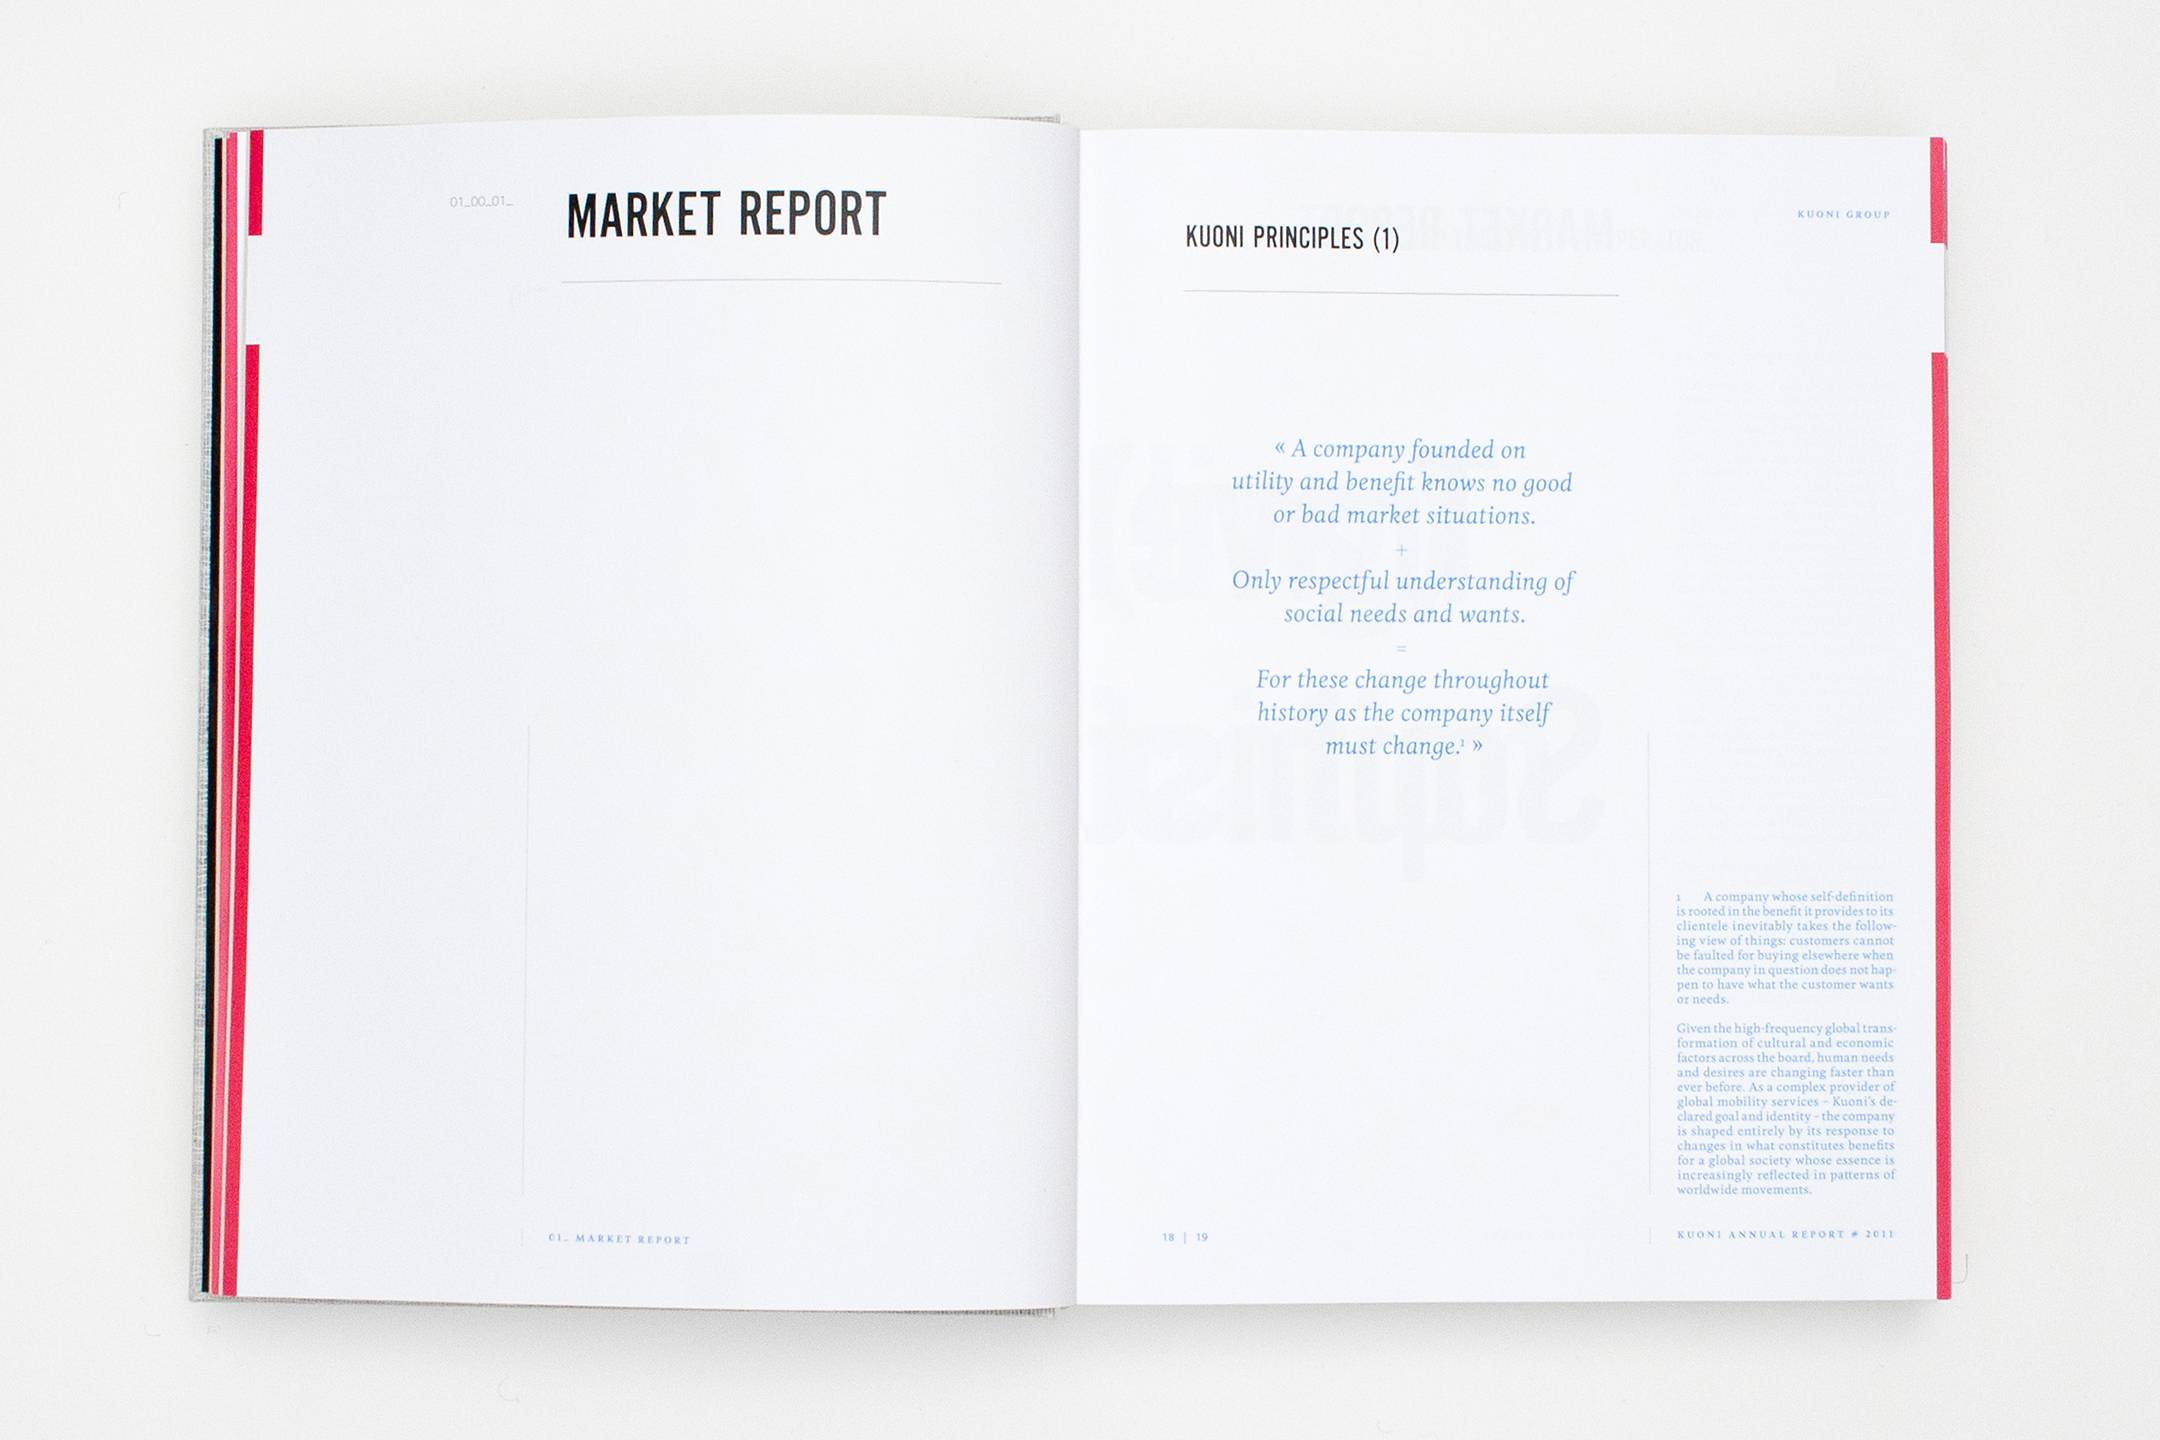 01_00_01_
MARKET REPORT
01_ MARKET REPORT
KUONI GROUP
KUONI PRINCIPLES (1)
« A company founded on
utility and benefit knows no good
or bad market situations.
+
Only respectful understanding of
social needs and wants.
=
For these change throughout
history as the company itself
must change.¹ »
1 A company whose self-definition
is rooted in the benefit it provides to its
clientele inevitably takes the follow-
ing view of things: customers cannot
be faulted for buying elsewhere when
the company in question does not hap-
pen to have what the customer wants
or needs.
Given the high-frequency global trans-
formation of cultural and economic
factors across the board, human needs
and desires are changing faster than
ever before. As a complex provider of
global mobility services – Kuoni's de-
clared goal and identity – the company
is shaped entirely by its response to
changes in what constitutes benefits
for a global society whose essence is
increasingly reflected in patterns of
worldwide movements.
18 | 19
KUONI ANNUAL REPORT * 2011